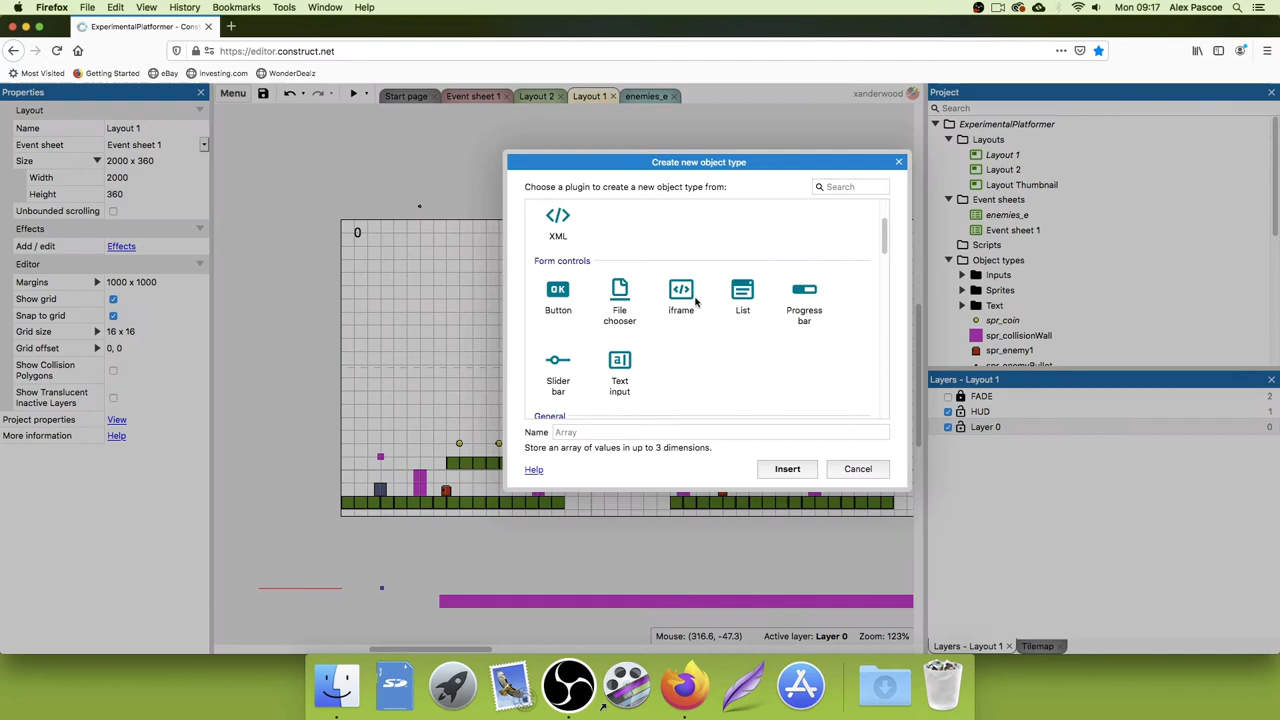 Firefox File Edit View History Bookmarks Tools Window Help
Mon 09:17 Alex Pascoe
ExperimentalPlatformer - Const
https://editor.construct.net
Most Visited Getting Started eBay investing.com WonderDealz
Properties
Menu
Start page Event sheet 1 Layout 2 Layout 1 enemies_e
xanderwood
Project
Layout
Name Layout 1
Event sheet Event sheet 1
Size 2000 x 360
Width 2000
Height 360
Unbounded scrolling
Effects
Add / edit Effects
Editor
Margins 1000 x 1000
Show grid
Snap to grid
Grid size 16 x 16
Grid offset 0, 0
Show Collision
Polygons
Show Translucent
Inactive Layers
Project properties View
More information Help
0
Create new object type
Choose a plugin to create a new object type from:
Search
XML
Form controls
Button
File
chooser
iframe
List
Progress
bar
Slider
bar
Text
input
General
Name Array
Store an array of values in up to 3 dimensions.
Help
Insert
Cancel
Mouse: (316.6, -47.3) Active layer: Layer 0 Zoom: 123%
Search
ExperimentalPlatformer
Layouts
Layout 1
Layout 2
Layout Thumbnail
Event sheets
enemies_e
Event sheet 1
Scripts
Object types
Inputs
Sprites
Text
spr_coin
spr_collisionWall
spr_enemy1
spr_enemyBullet
Layers - Layout 1
FADE 2
HUD 1
Layer 0 0
Layers - Layout 1
Tilemap